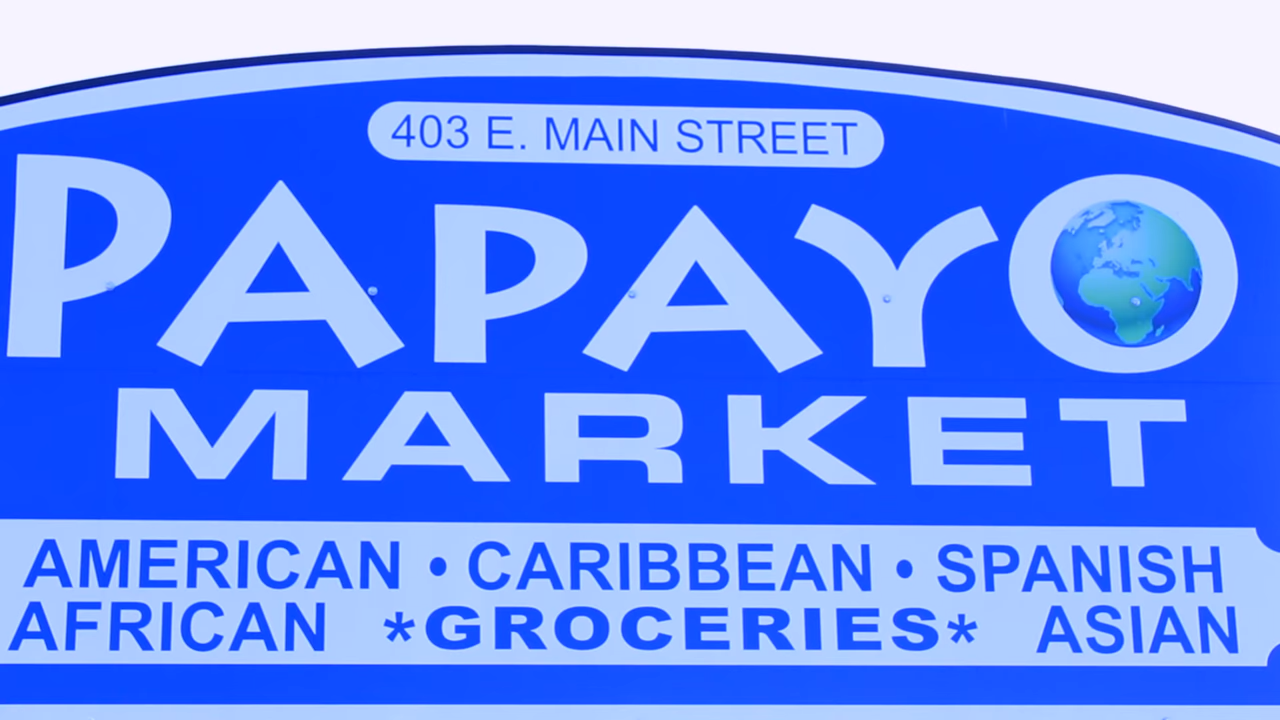 403 E. MAIN STREET
PAPAYO
MARKET
AMERICAN • CARIBBEAN • SPANISH
AFRICAN *GROCERIES* ASIAN